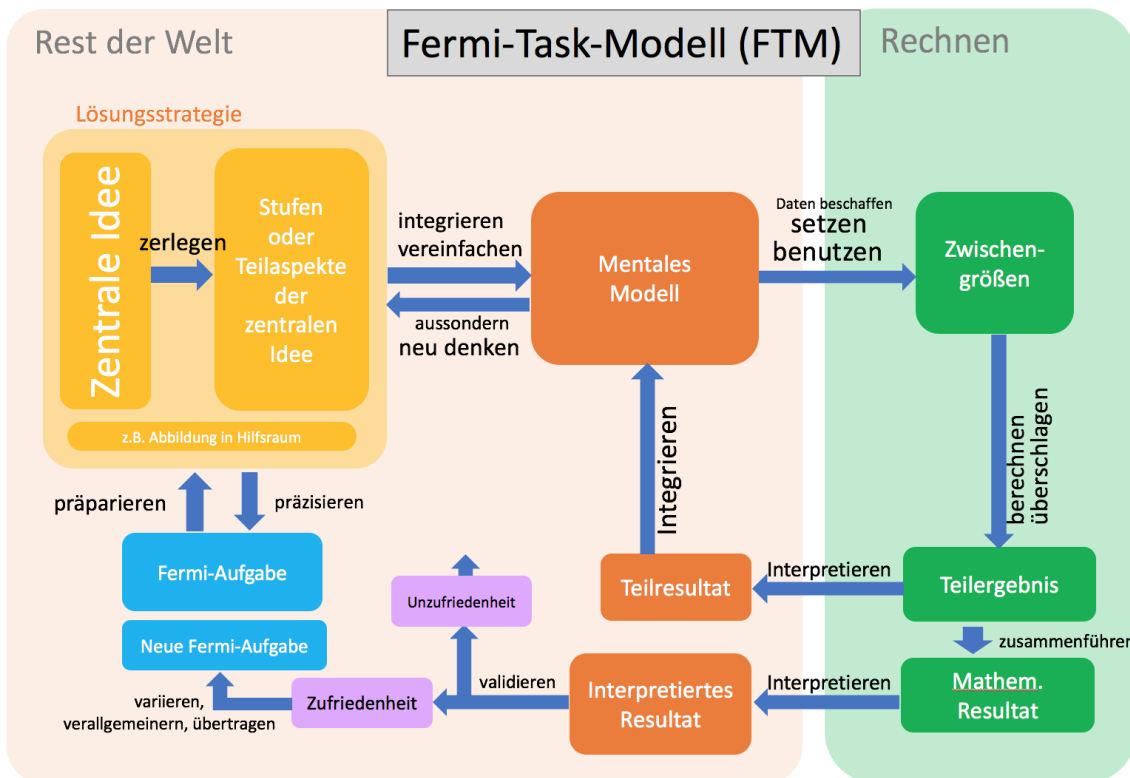 Rest der Welt
Fermi-Task-Modell (FTM)
Rechnen
Lösungsstrategie
Zentrale Idee
zerlegen
Stufen
oder
Teilaspekte
der
zentralen
Idee
z.B. Abbildung in Hilfsraum
integrieren
vereinfachen
aussondern
neu denken
Mentales
Modell
Daten beschaffen
setzen
benutzen
Zwischen-
größen
berechnen
überschlagen
Integrieren
präparieren
präzisieren
Fermi-Aufgabe
Neue Fermi-Aufgabe
Unzufriedenheit
Teilresultat
Interpretieren
Teilergebnis
zusammenführen
variieren,
verallgemeinern, übertragen
Zufriedenheit
validieren
Interpretiertes
Resultat
Interpretieren
Mathem.
Resultat